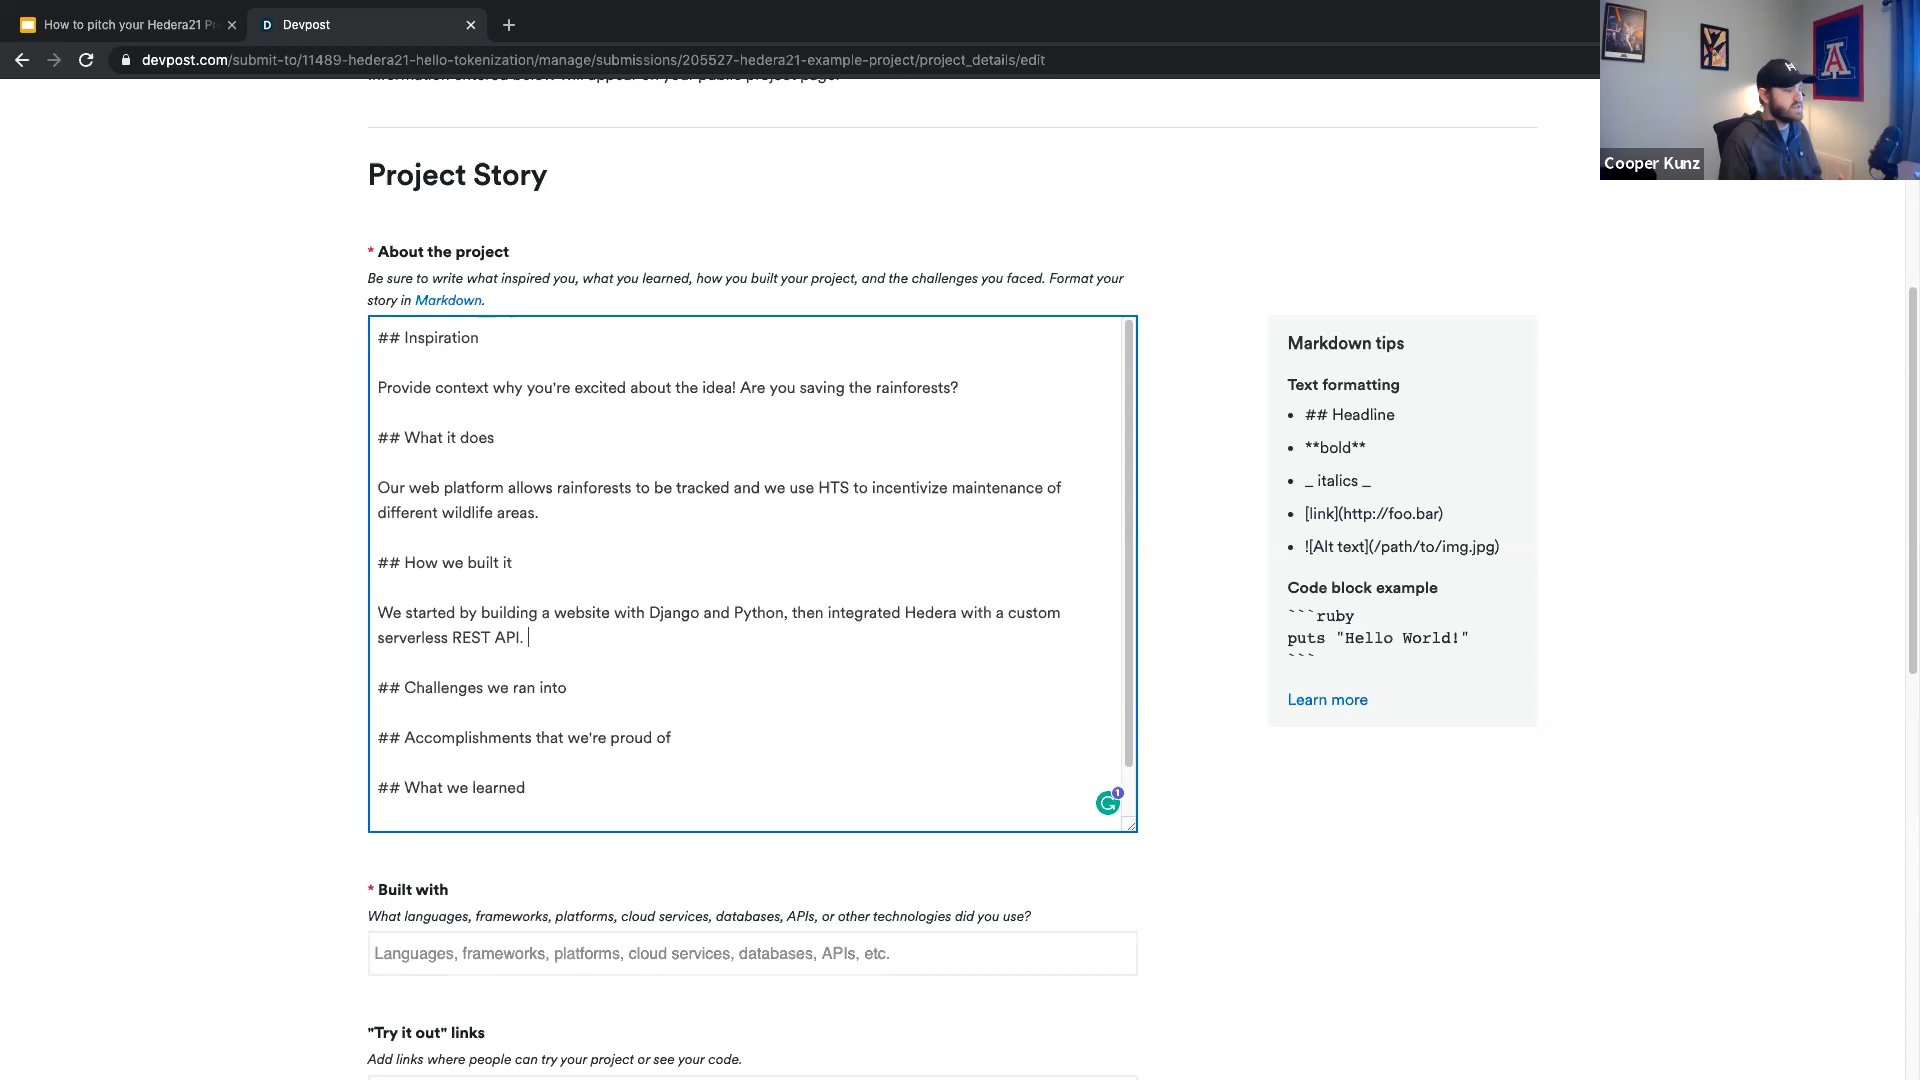 How to pitch your Hedera21 Pr
Devpost
devpost.com/submit-to/11489-hedera21-hello-tokenization/manage/submissions/205527-hedera21-example-project/project_details/edit
Cooper Kunz
Project Story
* About the project
Be sure to write what inspired you, what you learned, how you built your project, and the challenges you faced. Format your
story in Markdown.
## Inspiration
Provide context why you're excited about the idea! Are you saving the rainforests?
## What it does
Our web platform allows rainforests to be tracked and we use HTS to incentivize maintenance of
different wildlife areas.
## How we built it
We started by building a website with Django and Python, then integrated Hedera with a custom
serverless REST API.
## Challenges we ran into
## Accomplishments that we're proud of
## What we learned
1
Markdown tips
Text formatting
• ## Headline
• **bold**
• _ italics _
• [link](http://foo.bar)
• ![Alt text](/path/to/img.jpg)
Code block example
```ruby
puts "Hello World!"
```
Learn more
* Built with
What languages, frameworks, platforms, cloud services, databases, APIs, or other technologies did you use?
Languages, frameworks, platforms, cloud services, databases, APIs, etc.
"Try it out" links
Add links where people can try your project or see your code.